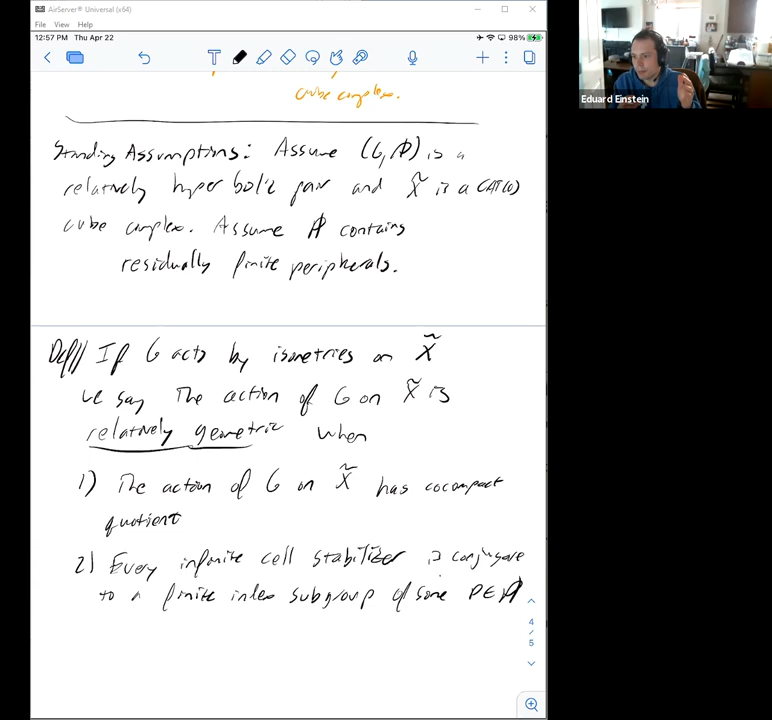 AirServer® Universal (x64)
File View Help
12:57 PM Thu Apr 22
98%
T
cube complex.
Standing Assumptions: Assume (G,P) is a
relatively hyperbolic pair and X̃ is a CAT(0)
cube complex. Assume P contains
residually finite peripherals.
Def// If G acts by isometries on X̃
we say the action of G on X̃ is
relatively geometric when
1) The action of G on X̃ has cocompact
quotient
2) Every infinite cell stabilizer is conjugate
to a finite index subgroup of some P∈P
4
/
5
Eduard Einstein